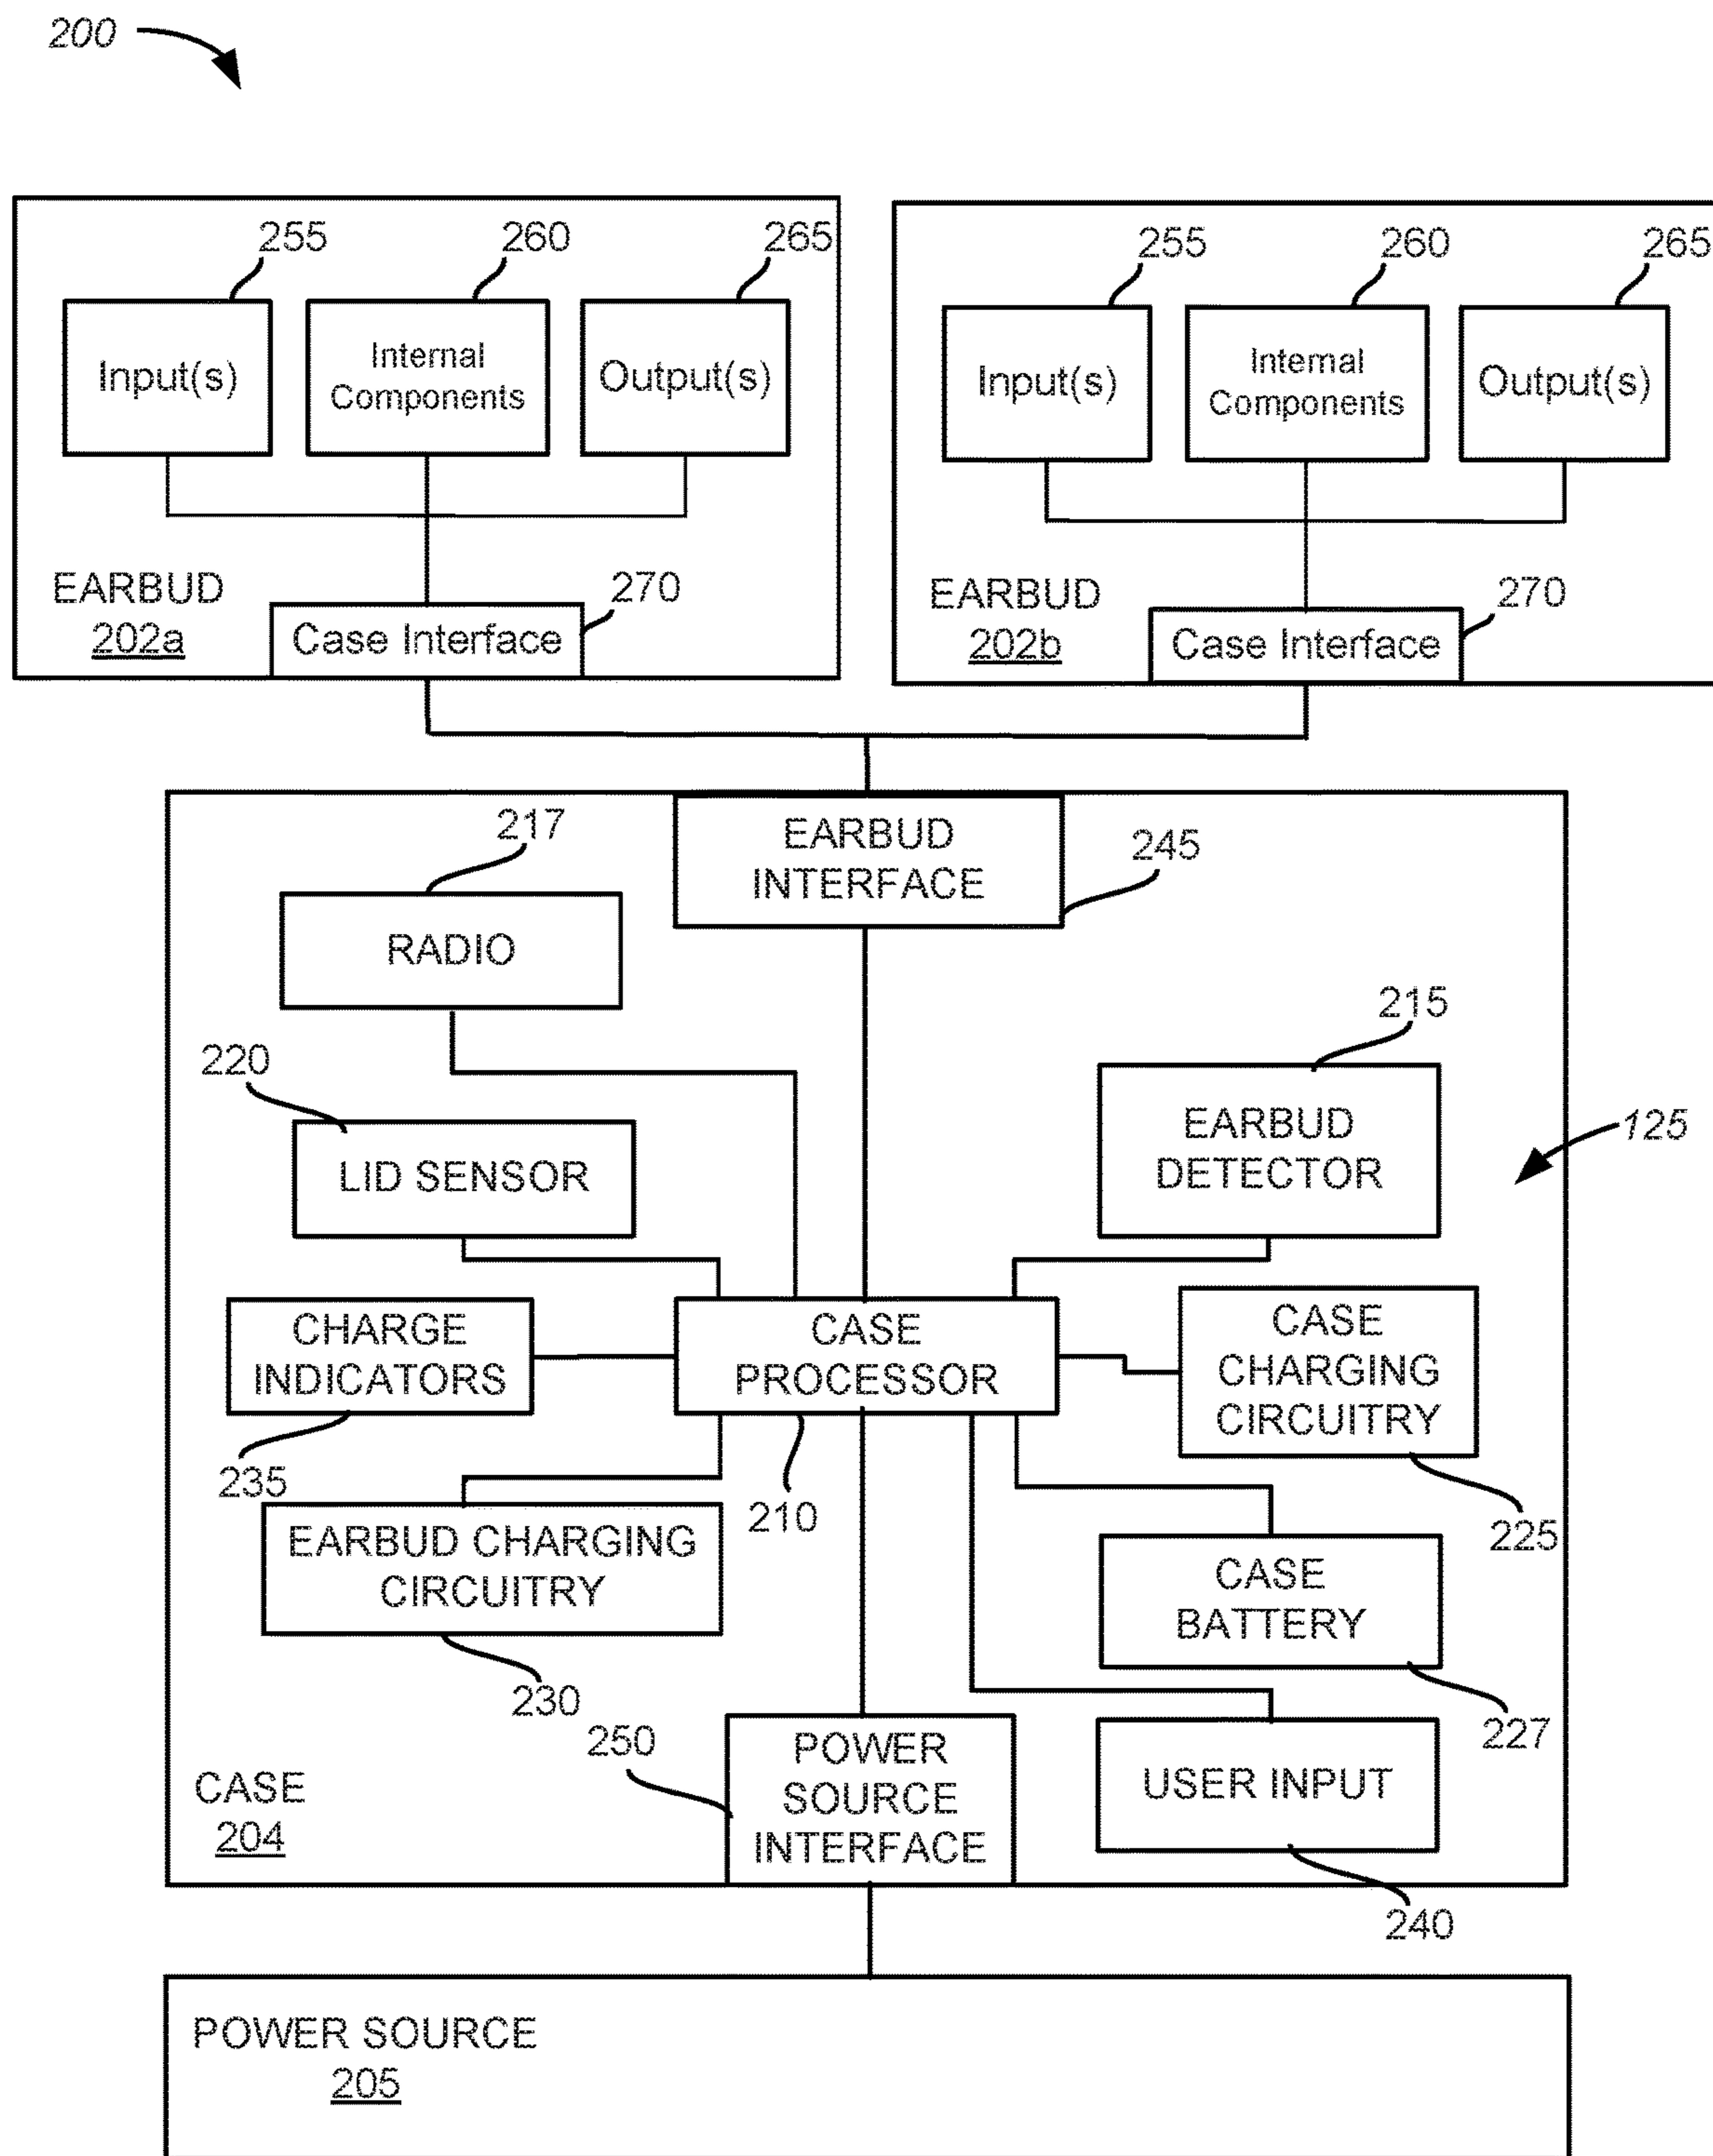 200
255
260
265
Input(s)
Internal
Components
Output(s)
EARBUD
202a
270
Case Interface
255
260
265
Input(s)
Internal
Components
Output(s)
EARBUD
202b
270
Case Interface
217
EARBUD
INTERFACE
245
RADIO
215
220
EARBUD
DETECTOR
125
LID SENSOR
CHARGE
INDICATORS
CASE
PROCESSOR
CASE
CHARGING
CIRCUITRY
235
210
225
EARBUD CHARGING
CIRCUITRY
CASE
BATTERY
230
227
250
POWER
SOURCE
INTERFACE
USER INPUT
CASE
204
240
POWER SOURCE
205